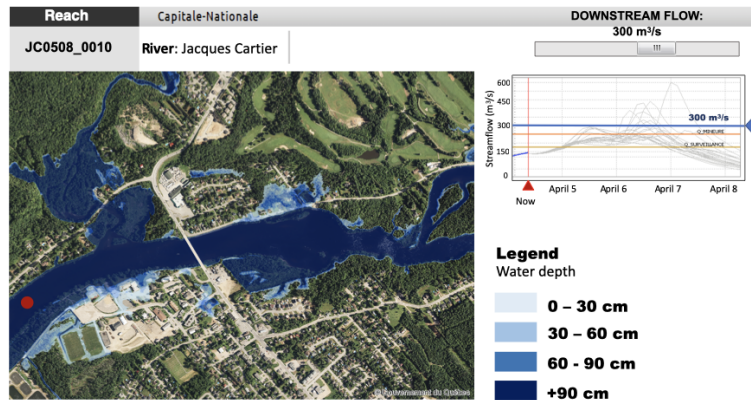 Reach
Capitale-Nationale
DOWNSTREAM FLOW:
300 m³/s
JC0508_0010
River: Jacques Cartier
Streamflow (m³/s)
600
450
300
150
0
300 m³/s
Q_MINEURE
Q_SURVEILLANCE
April 5
April 6
April 7
April 8
Now
Legend
Water depth
0 – 30 cm
30 – 60 cm
60 - 90 cm
+90 cm
© Gouvernement du Québec